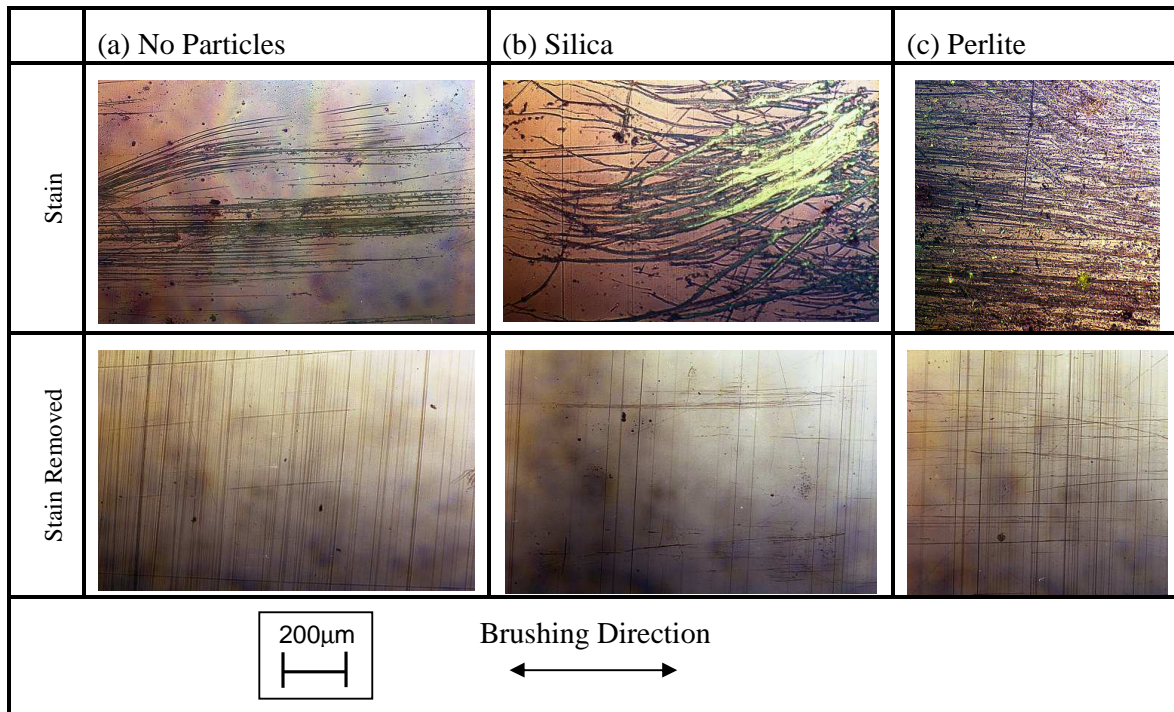 (a) No Particles
(b) Silica
(c) Perlite
Stain
Stain Removed
200μm
Brushing Direction